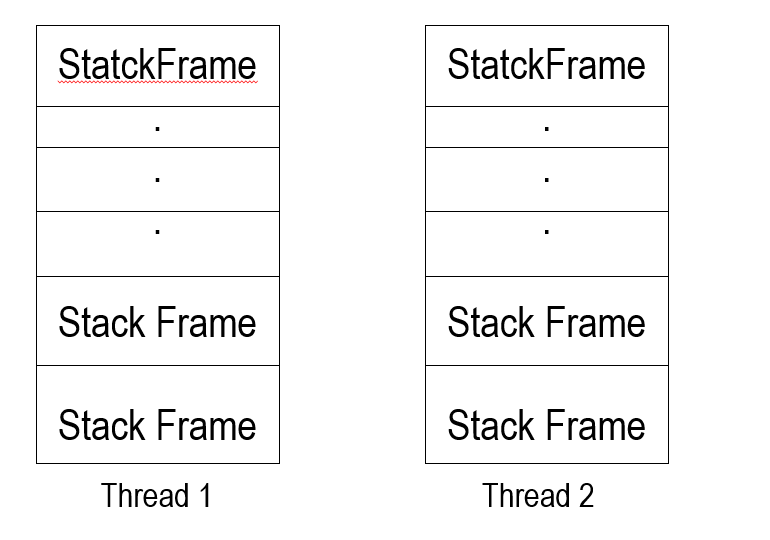 StatckFrame
.
.
.
Stack Frame
Stack Frame
Thread 1
StatckFrame
.
.
.
Stack Frame
Stack Frame
Thread 2